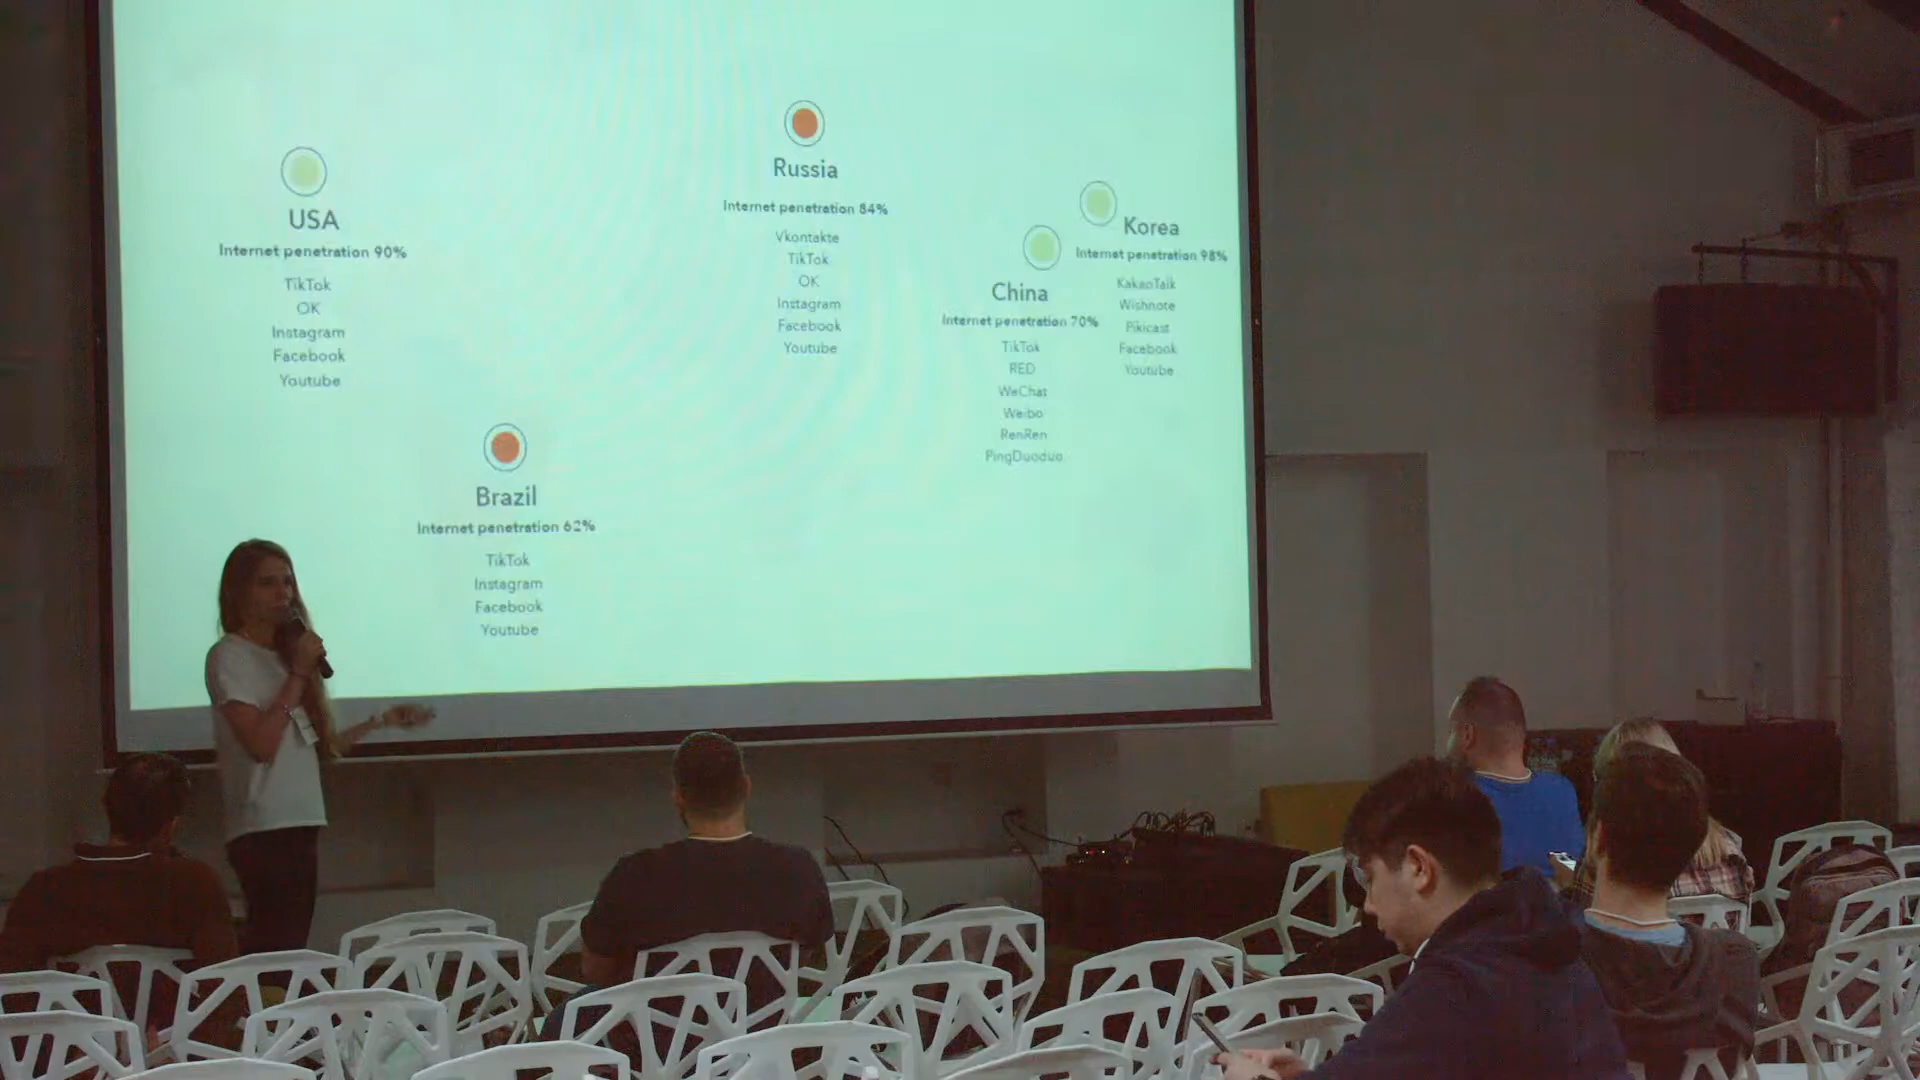 USA
Internet penetration 90%
TikTok
OK
Instagram
Facebook
Youtube
Brazil
Internet penetration 62%
TikTok
Instagram
Facebook
Youtube
Russia
Internet penetration 84%
Vkontakte
TikTok
OK
Instagram
Facebook
Youtube
China
Internet penetration 70%
TikTok
RED
WeChat
Weibo
RenRen
PingDuoduo
Korea
Internet penetration 98%
KakaoTalk
Wishnote
Pikicast
Facebook
Youtube